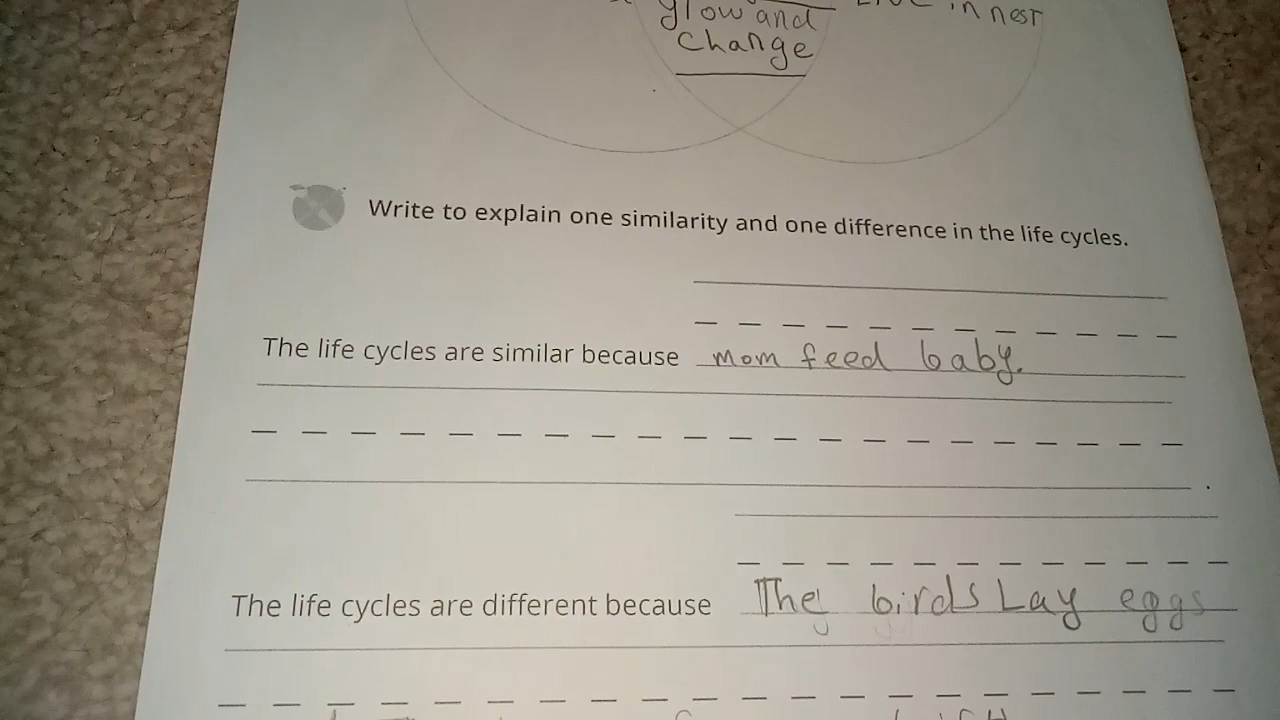 glow and
in nest
change
Write to explain one similarity and one difference in the life cycles.
The life cycles are similar because mom feed baby.
.
The life cycles are different because The birds Lay eggs